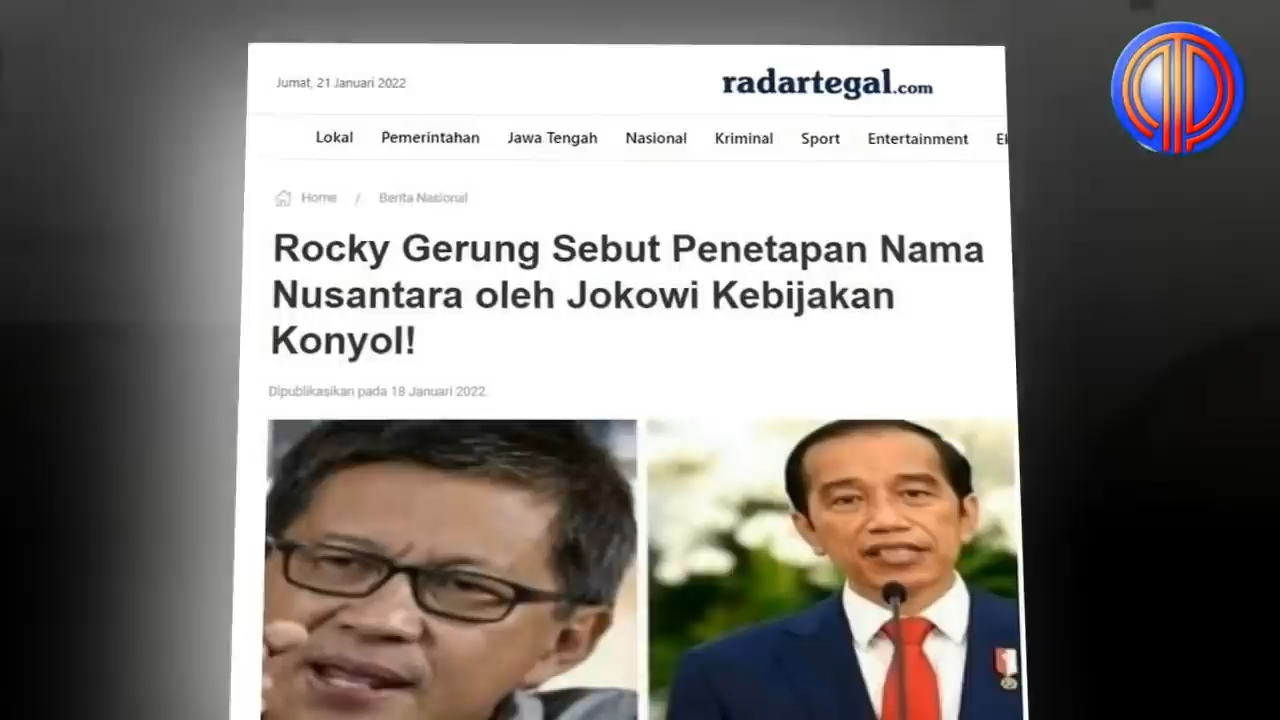 Jumat, 21 Januari 2022
radartegal.com
Lokal Pemerintahan Jawa Tengah Nasional Kriminal Sport Entertainment
Home / Berita Nasional
Rocky Gerung Sebut Penetapan Nama
Nusantara oleh Jokowi Kebijakan
Konyol!
Dipublikasikan pada 18 Januari 2022